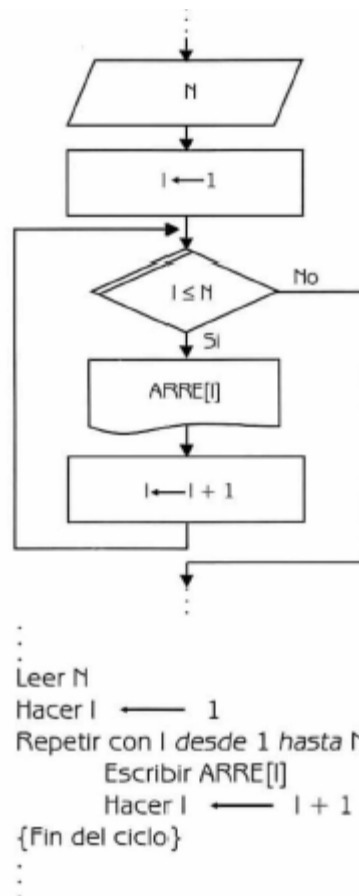 N
I ← 1
I ≤ N
No
Si
ARRE[I]
I ← I + 1
Leer N
Hacer I ← 1
Repetir con I desde 1 hasta N
Escribir ARRE[I]
Hacer I ← I + 1
{Fin del ciclo}